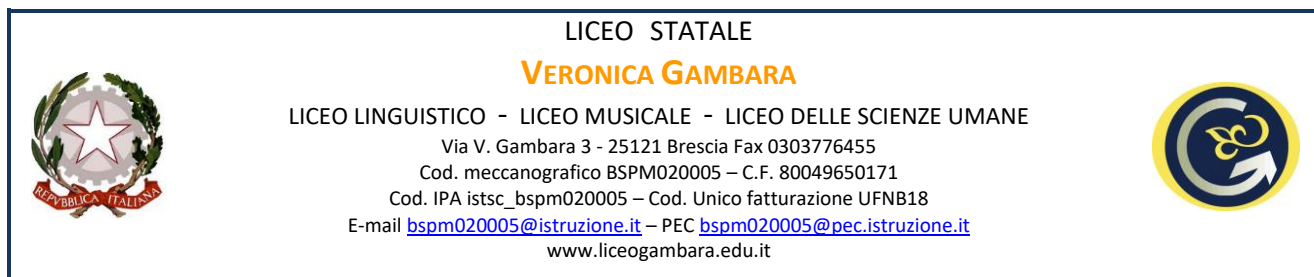 LICEO STATALE
VERONICA GAMBARA
LICEO LINGUISTICO - LICEO MUSICALE - LICEO DELLE SCIENZE UMANE
Via V. Gambara 3 - 25121 Brescia Fax 0303776455
Cod. meccanografico BSPM020005 – C.F. 80049650171
Cod. IPA istsc_bspm020005 – Cod. Unico fatturazione UFNB18
E-mail bspm020005@istruzione.it – PEC bspm020005@pec.istruzione.it
www.liceogambara.edu.it
REPVBBLICA ITALIANA